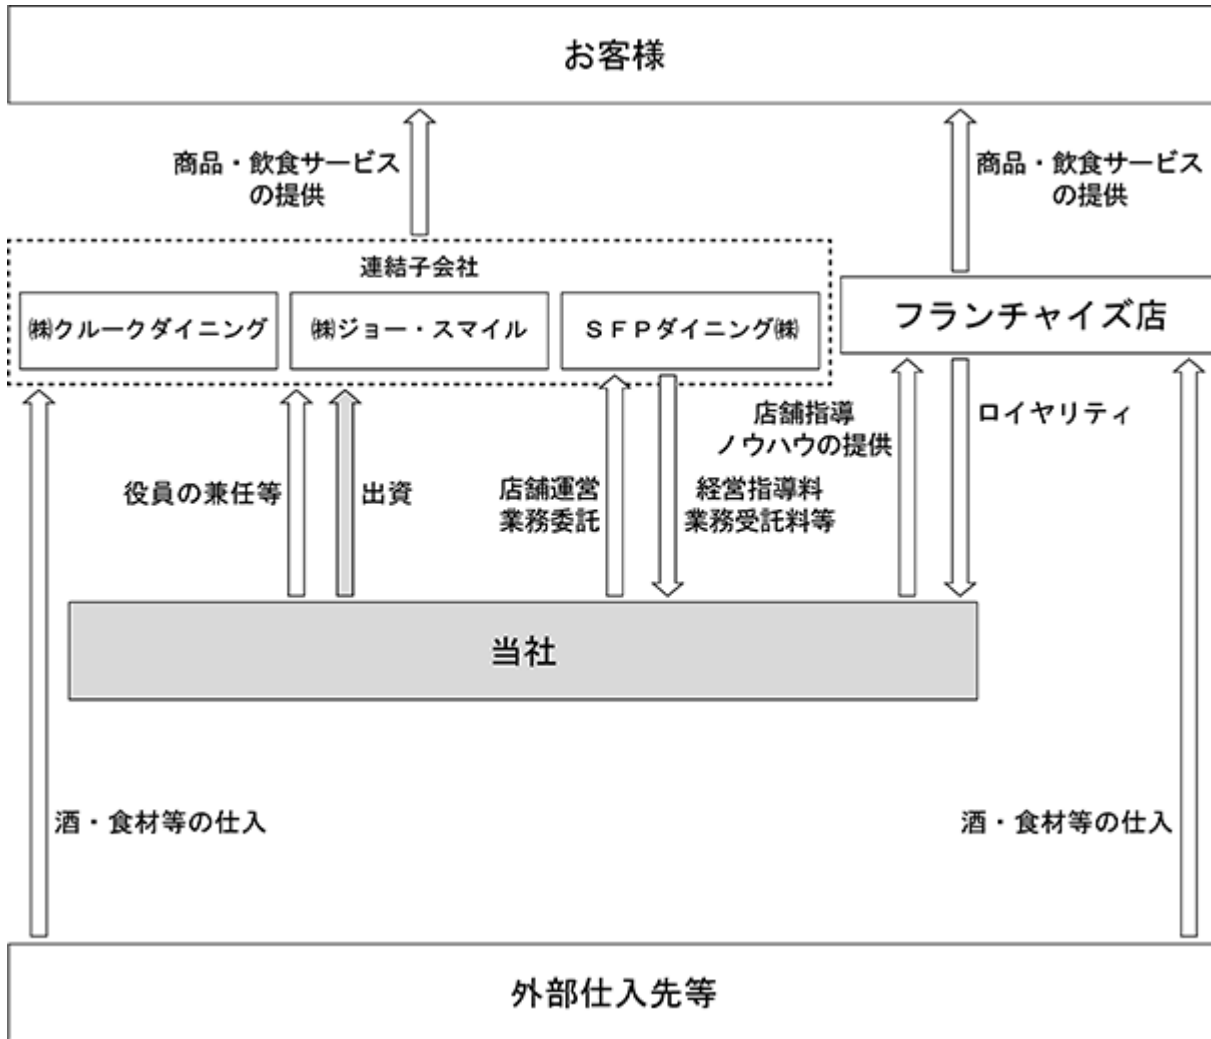 お客様
商品・飲食サービス
の提供
商品・飲食サービス
の提供
連結子会社
㈱クルークダイニング
㈱ジョー・スマイル
ＳＦＰダイニング㈱
フランチャイズ店
役員の兼任等
出資
店舗運営
業務委託
経営指導料
業務受託料等
店舗指導
ノウハウの提供
ロイヤリティ
当社
酒・食材等の仕入
酒・食材等の仕入
外部仕入先等